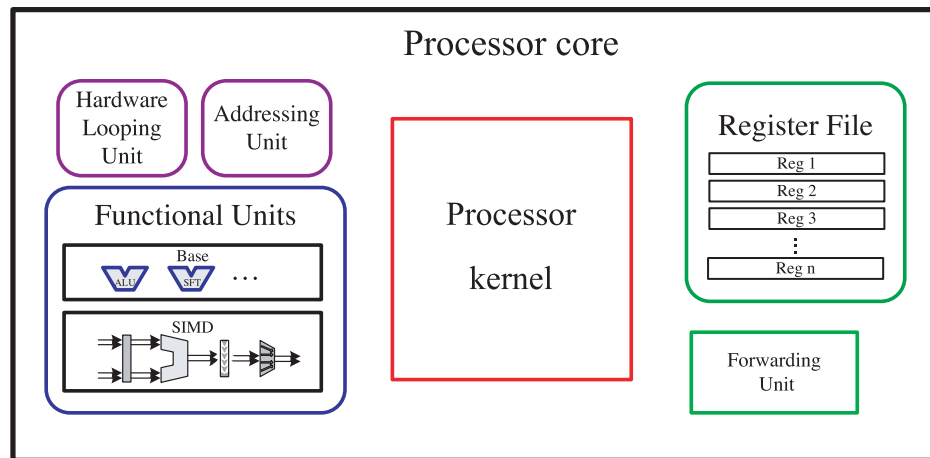 Processor core
Hardware
Looping
Unit
Addressing
Unit
Functional Units
Base
ALU
SFT
...
SIMD
Processor
kernel
Register File
Reg 1
Reg 2
Reg 3
Reg n
Forwarding
Unit